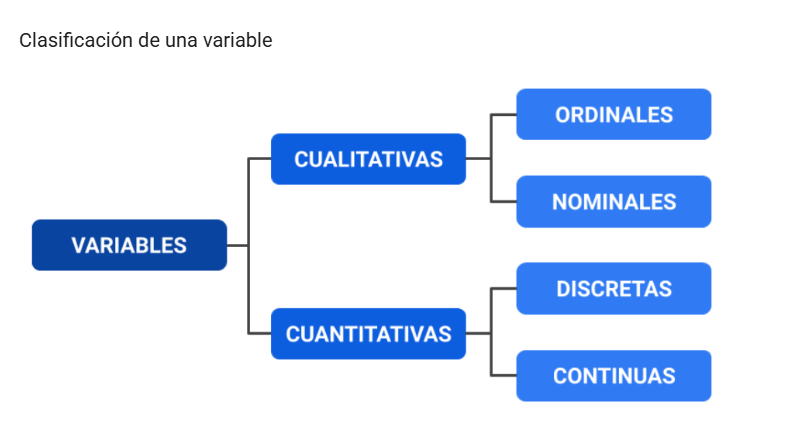 Clasificación de una variable
VARIABLES
CUALITATIVAS
ORDINALES
NOMINALES
CUANTITATIVAS
DISCRETAS
CONTINUAS